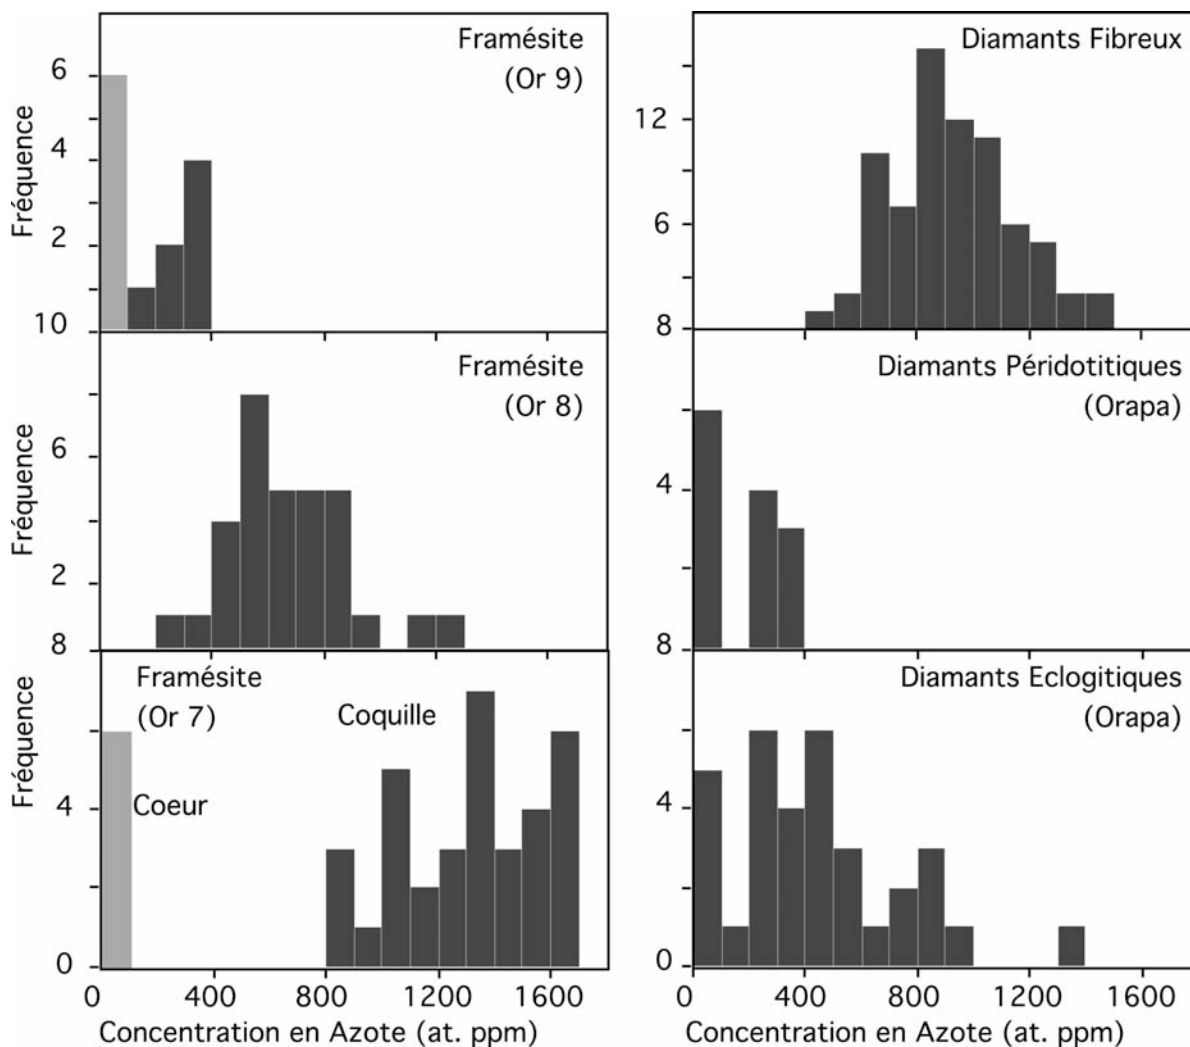 Framésite
(Or 9)
Fréquence
6
4
2
10
Diamants Fibreux
12
6
8
Framésite
(Or 8)
Fréquence
6
2
8
Diamants Péridotitiques
(Orapa)
4
8
Framésite
(Or 7)
Coquille
Coeur
Fréquence
4
0
0 400 800 1200 1600
Concentration en Azote (at. ppm)
Diamants Eclogitiques
(Orapa)
4
0
0 400 800 1200 1600
Concentration en Azote (at. ppm)